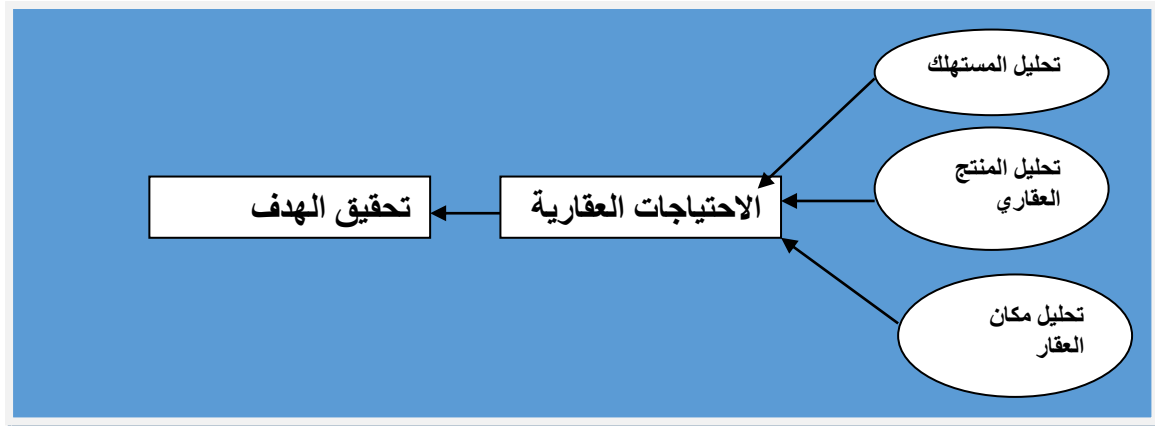 تحليل المستهلك
تحليل المنتج
العقاري
الاحتياجات العقارية
تحقيق الهدف
تحليل مكان
العقار